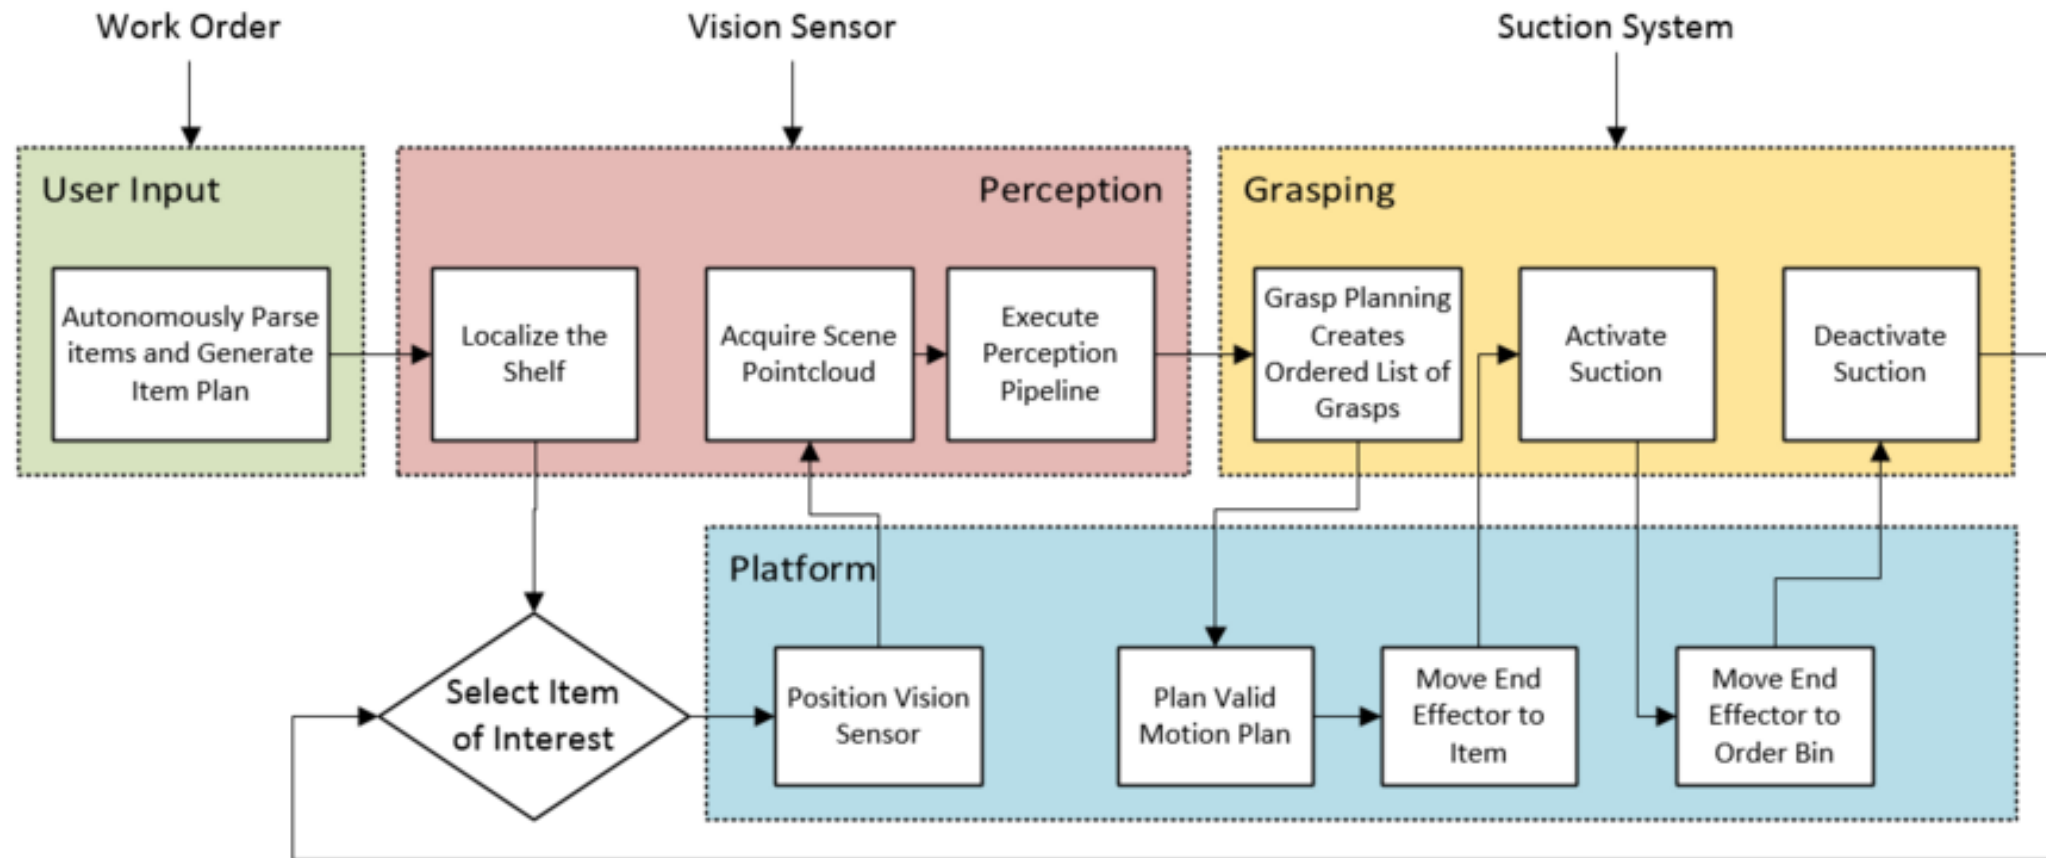 Work Order
Vision Sensor
Suction System
User Input
Perception
Grasping
Autonomously Parse
items and Generate
Item Plan
Localize the
Shelf
Acquire Scene
Pointcloud
Execute
Perception
Pipeline
Grasp Planning
Creates
Ordered List of
Grasps
Activate
Suction
Deactivate
Suction
Platform
Select Item
of Interest
Position Vision
Sensor
Plan Valid
Motion Plan
Move End
Effector to
Item
Move End
Effector to
Order Bin